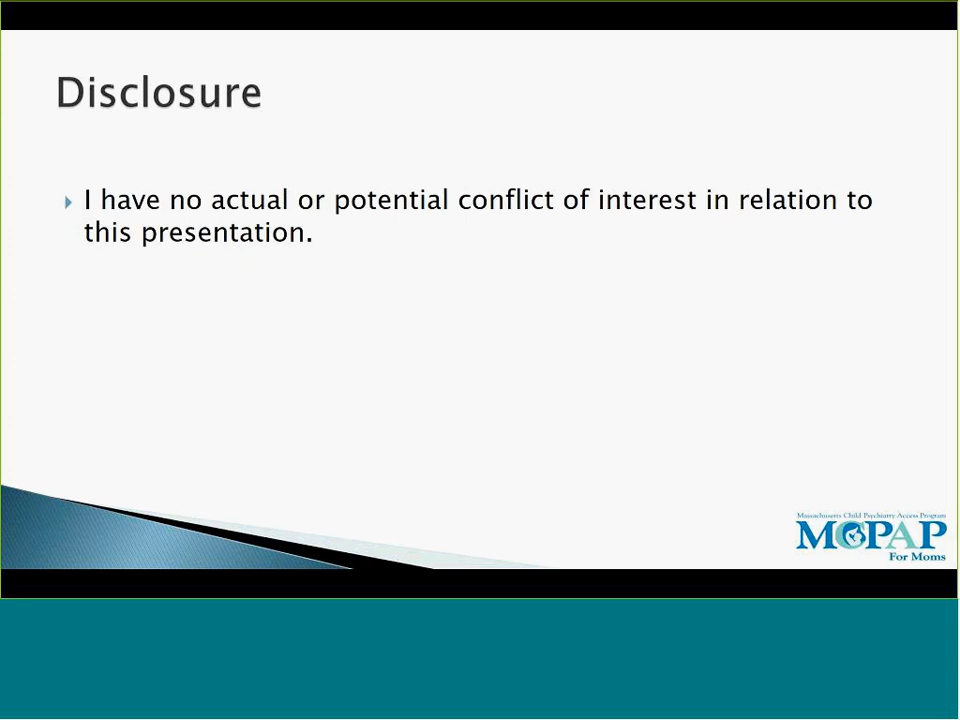 Disclosure
I have no actual or potential conflict of interest in relation to
this presentation.
Massachusetts Child Psychiatry Access Program
MCPAP
For Moms